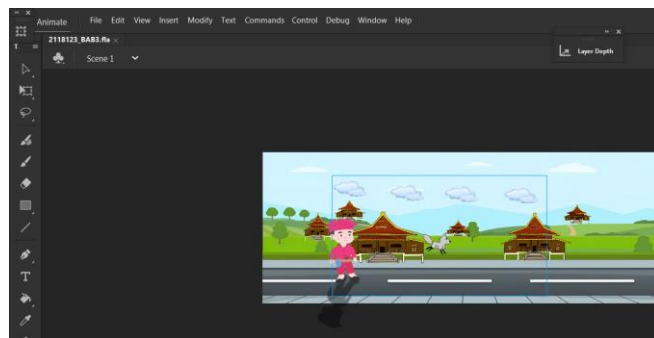 Animate File Edit View Insert Modify Text Commands Control Debug Window Help
2118123_BAB3.fla ×
Scene 1
Layer Depth